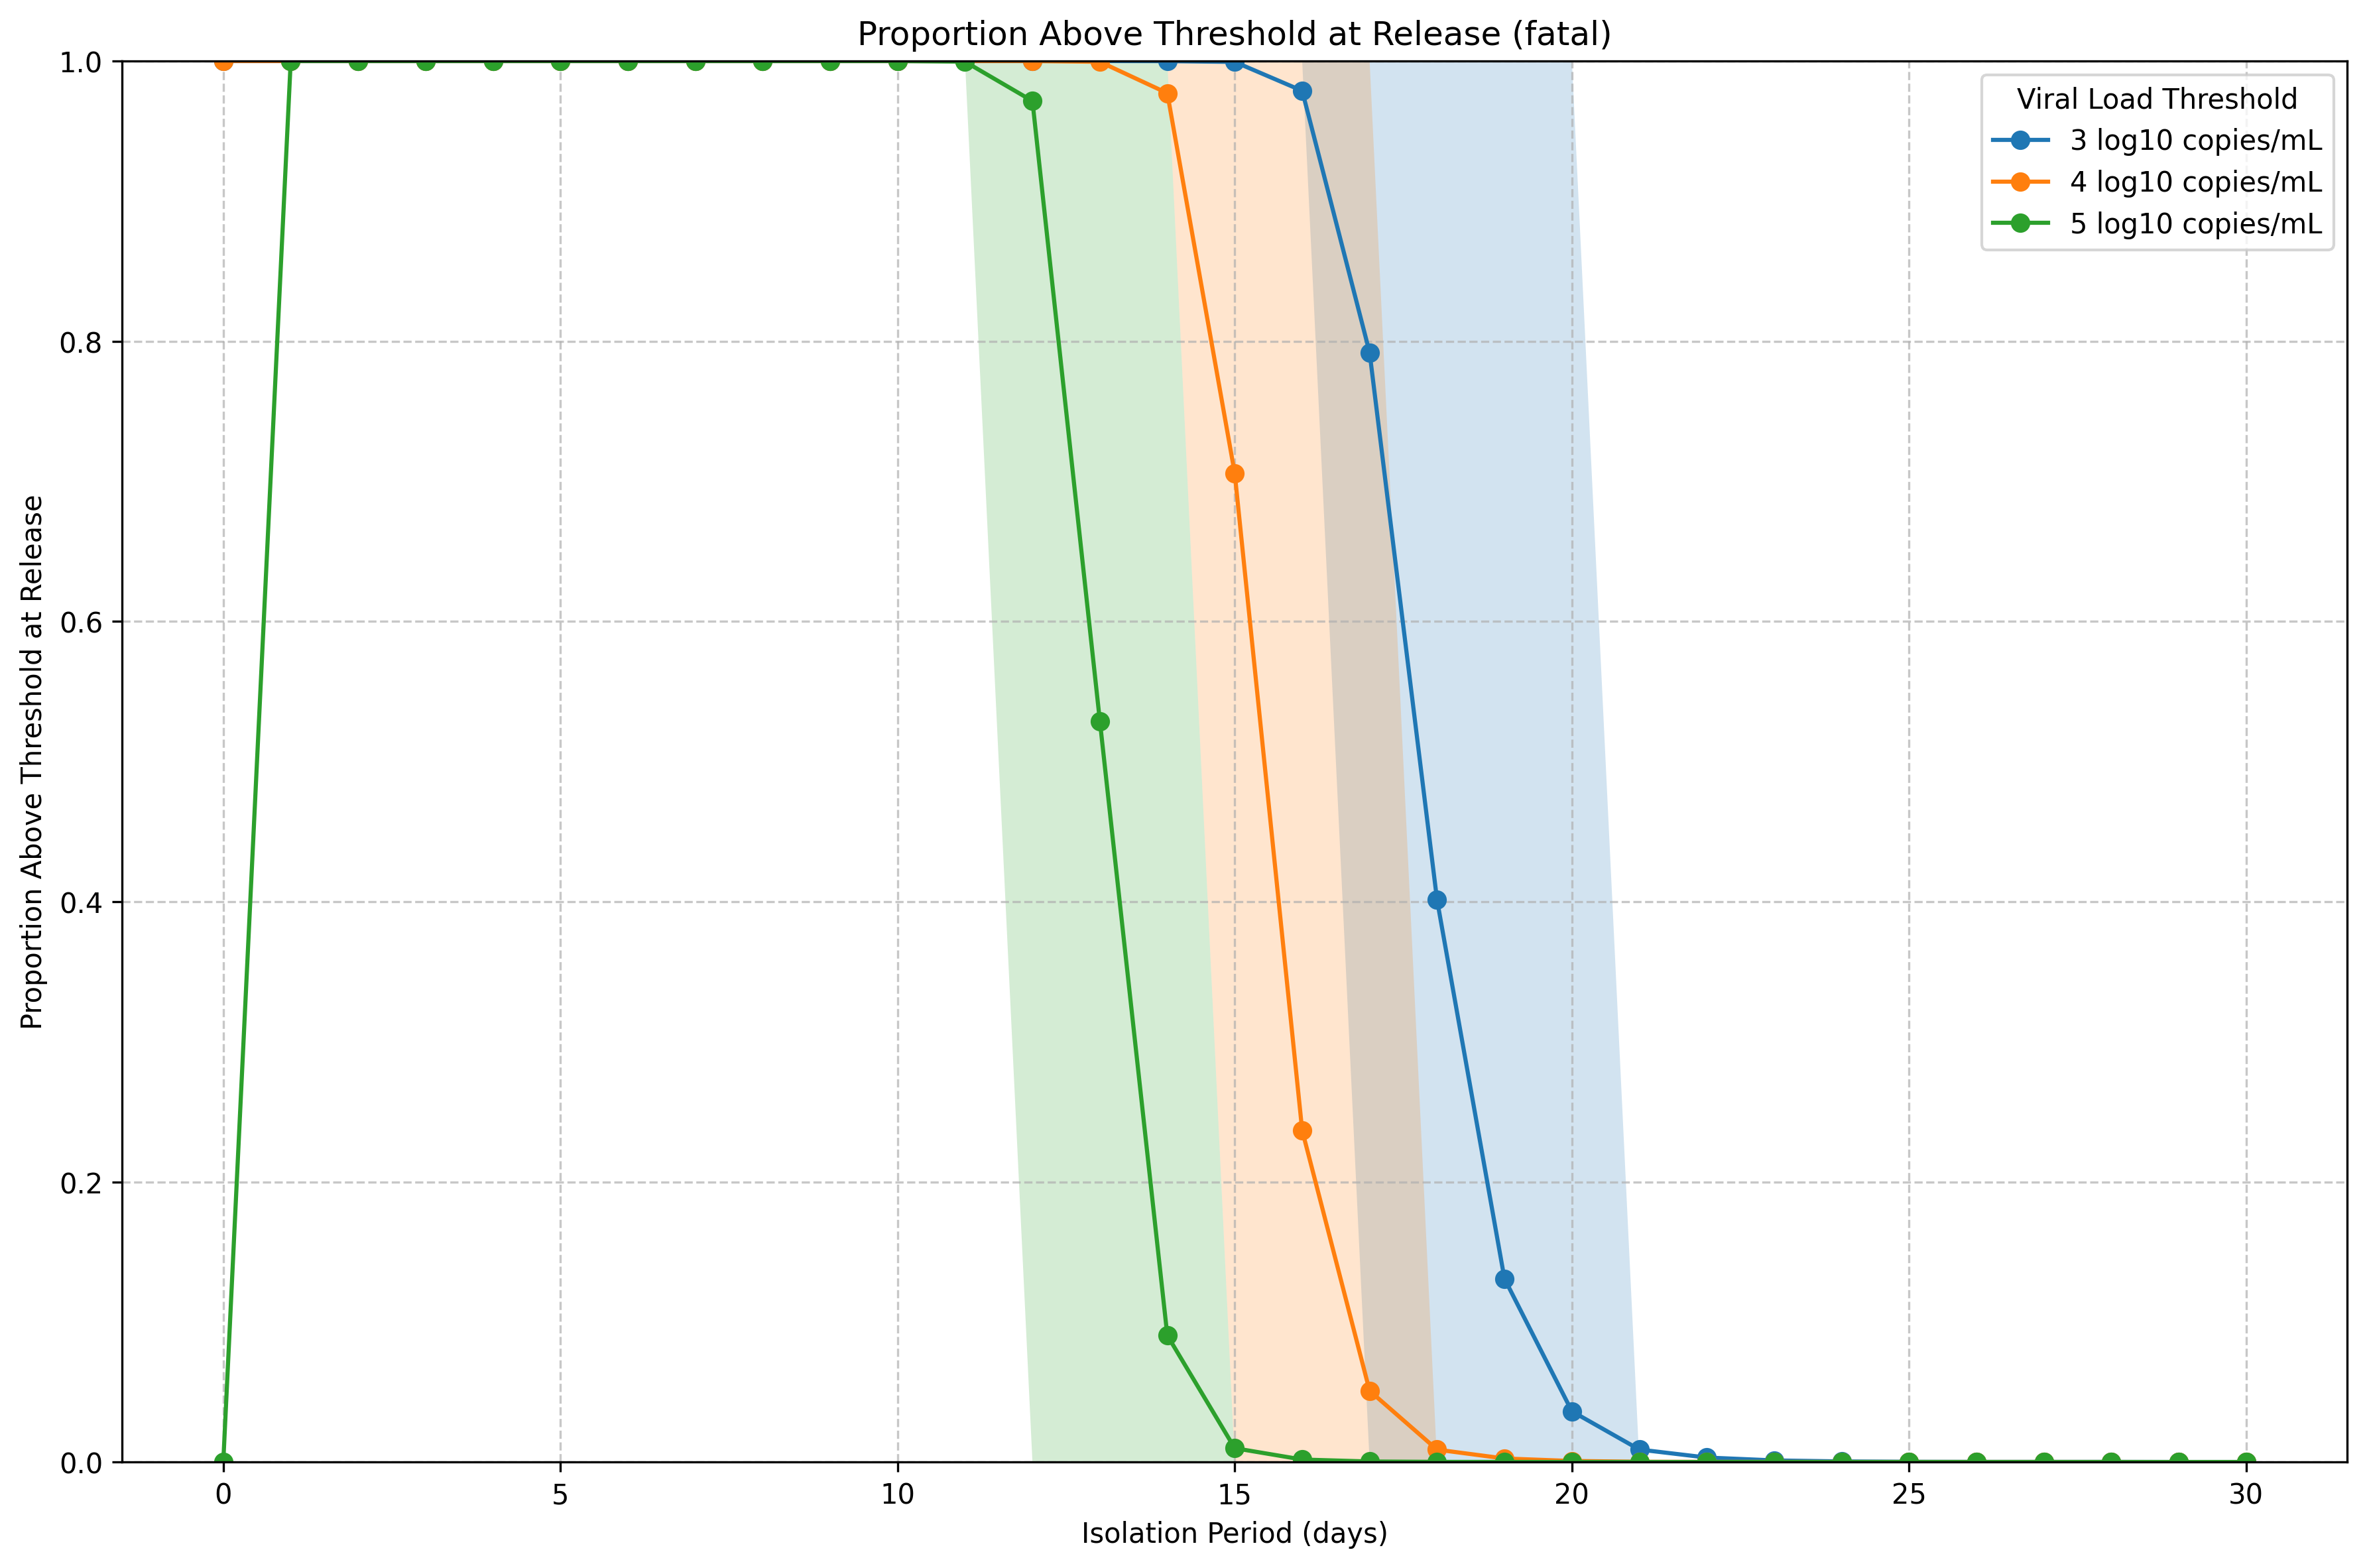 Proportion Above Threshold at Release (fatal)
1.0
0.8
0.6
0.4
0.2
0.0
Proportion Above Threshold at Release
Viral Load Threshold
3 log10 copies/mL
4 log10 copies/mL
5 log10 copies/mL
0 5 10 15 20 25 30
Isolation Period (days)